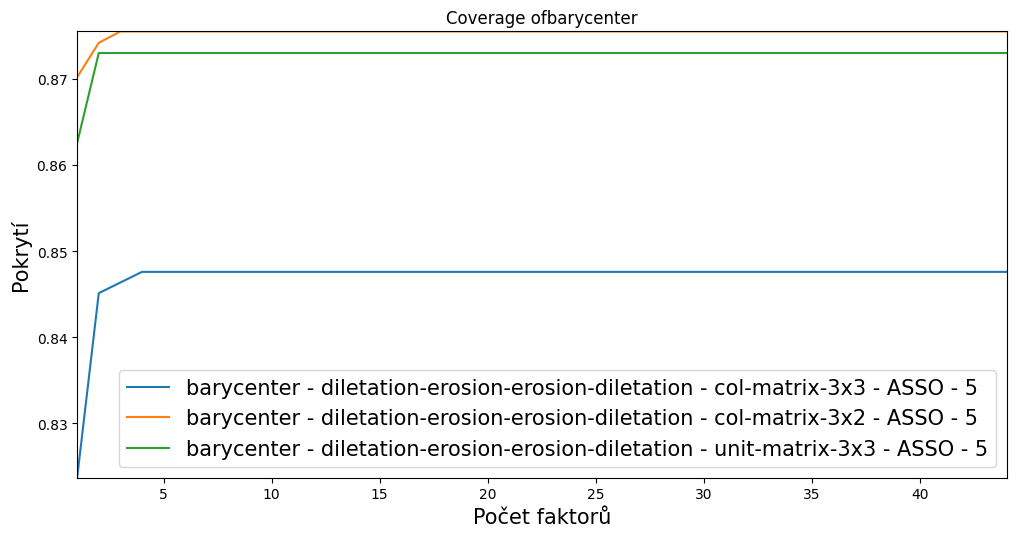 Coverage ofbarycenter
Pokrytí
0.87
0.86
0.85
0.84
0.83
barycenter - diletation-erosion-erosion-diletation - col-matrix-3x3 - ASSO - 5
barycenter - diletation-erosion-erosion-diletation - col-matrix-3x2 - ASSO - 5
barycenter - diletation-erosion-erosion-diletation - unit-matrix-3x3 - ASSO - 5
5 10 15 20 25 30 35 40
Počet faktorů